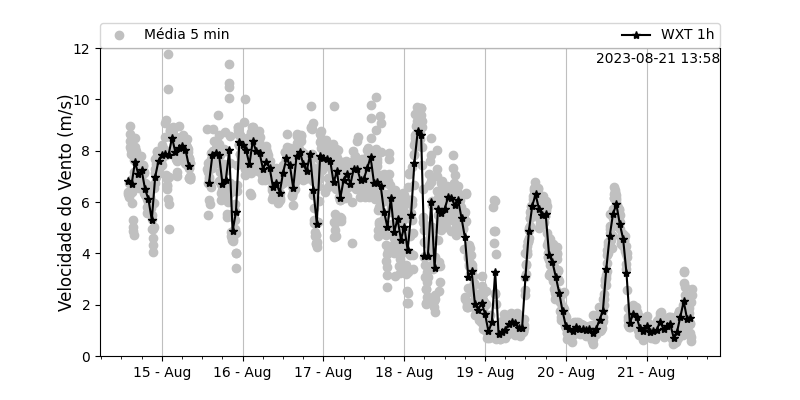 Média 5 min
WXT 1h
2023-08-21 13:58
Velocidade do Vento (m/s)
12
10
8
6
4
2
0
15 - Aug
16 - Aug
17 - Aug
18 - Aug
19 - Aug
20 - Aug
21 - Aug